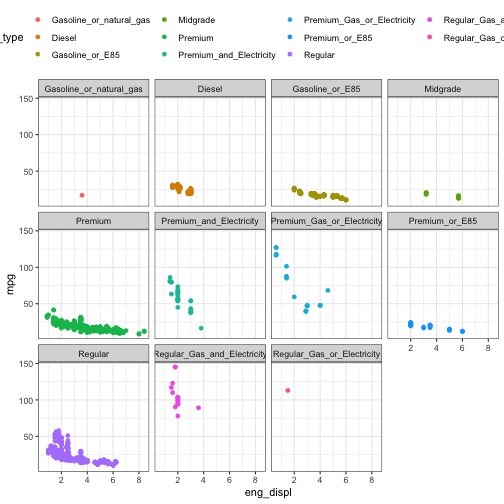 _type
Gasoline_or_natural_gas
Midgrade
Premium_Gas_or_Electricity
Regular_Gas_a
Diesel
Premium
Premium_or_E85
Regular_Gas_o
Gasoline_or_E85
Premium_and_Electricity
Regular
Gasoline_or_natural_gas
Diesel
Gasoline_or_E85
Midgrade
150
100
50
Premium
Premium_and_Electricity
Premium_Gas_or_Electricity
Premium_or_E85
150
100
50
mpg
2 4 6 8
Regular
Regular_Gas_and_Electricity
Regular_Gas_or_Electricity
150
100
50
2 4 6 8
2 4 6 8
2 4 6 8
eng_displ